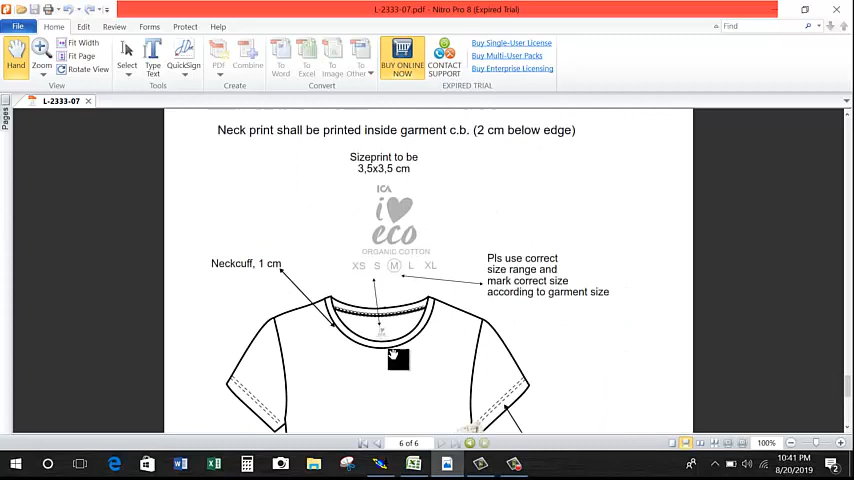 L-2333-07.pdf - Nitro Pro 8 (Expired Trial)
File Home Edit Review Forms Protect Help
Find
Hand
Zoom
Fit Width
Fit Page
Rotate View
View
Select
Type Text
QuickSign
Tools
PDF
Combine
Create
To Word
To Excel
To Image
To Other
Convert
BUY ONLINE NOW
CONTACT SUPPORT
Buy Single-User License
Buy Multi-User Packs
Buy Enterprise Licensing
EXPIRED TRIAL
L-2333-07
Pages
Neck print shall be printed inside garment c.b. (2 cm below edge)
Sizeprint to be
3,5x3,5 cm
ICA
i
eco
ORGANIC COTTON
XS S M L XL
Neckcuff, 1 cm
Pls use correct
size range and
mark correct size
according to garment size
6 of 6
100%
10:41 PM
8/20/2019
2